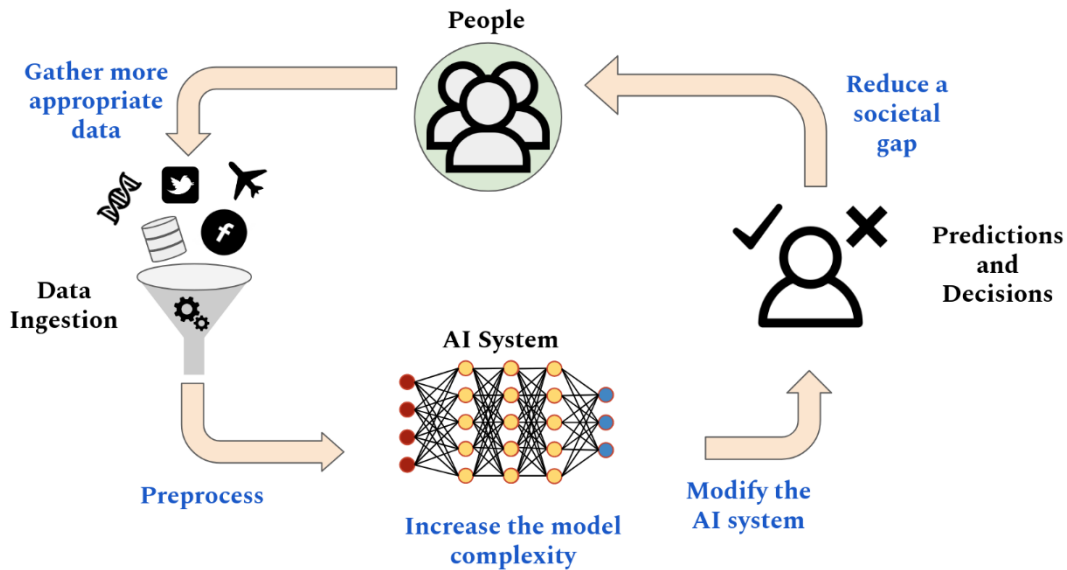 People
Gather more
appropriate
data
Reduce a
societal
gap
f
Predictions
and
Decisions
Data
Ingestion
AI System
Preprocess
Increase the model
complexity
Modify the
AI system